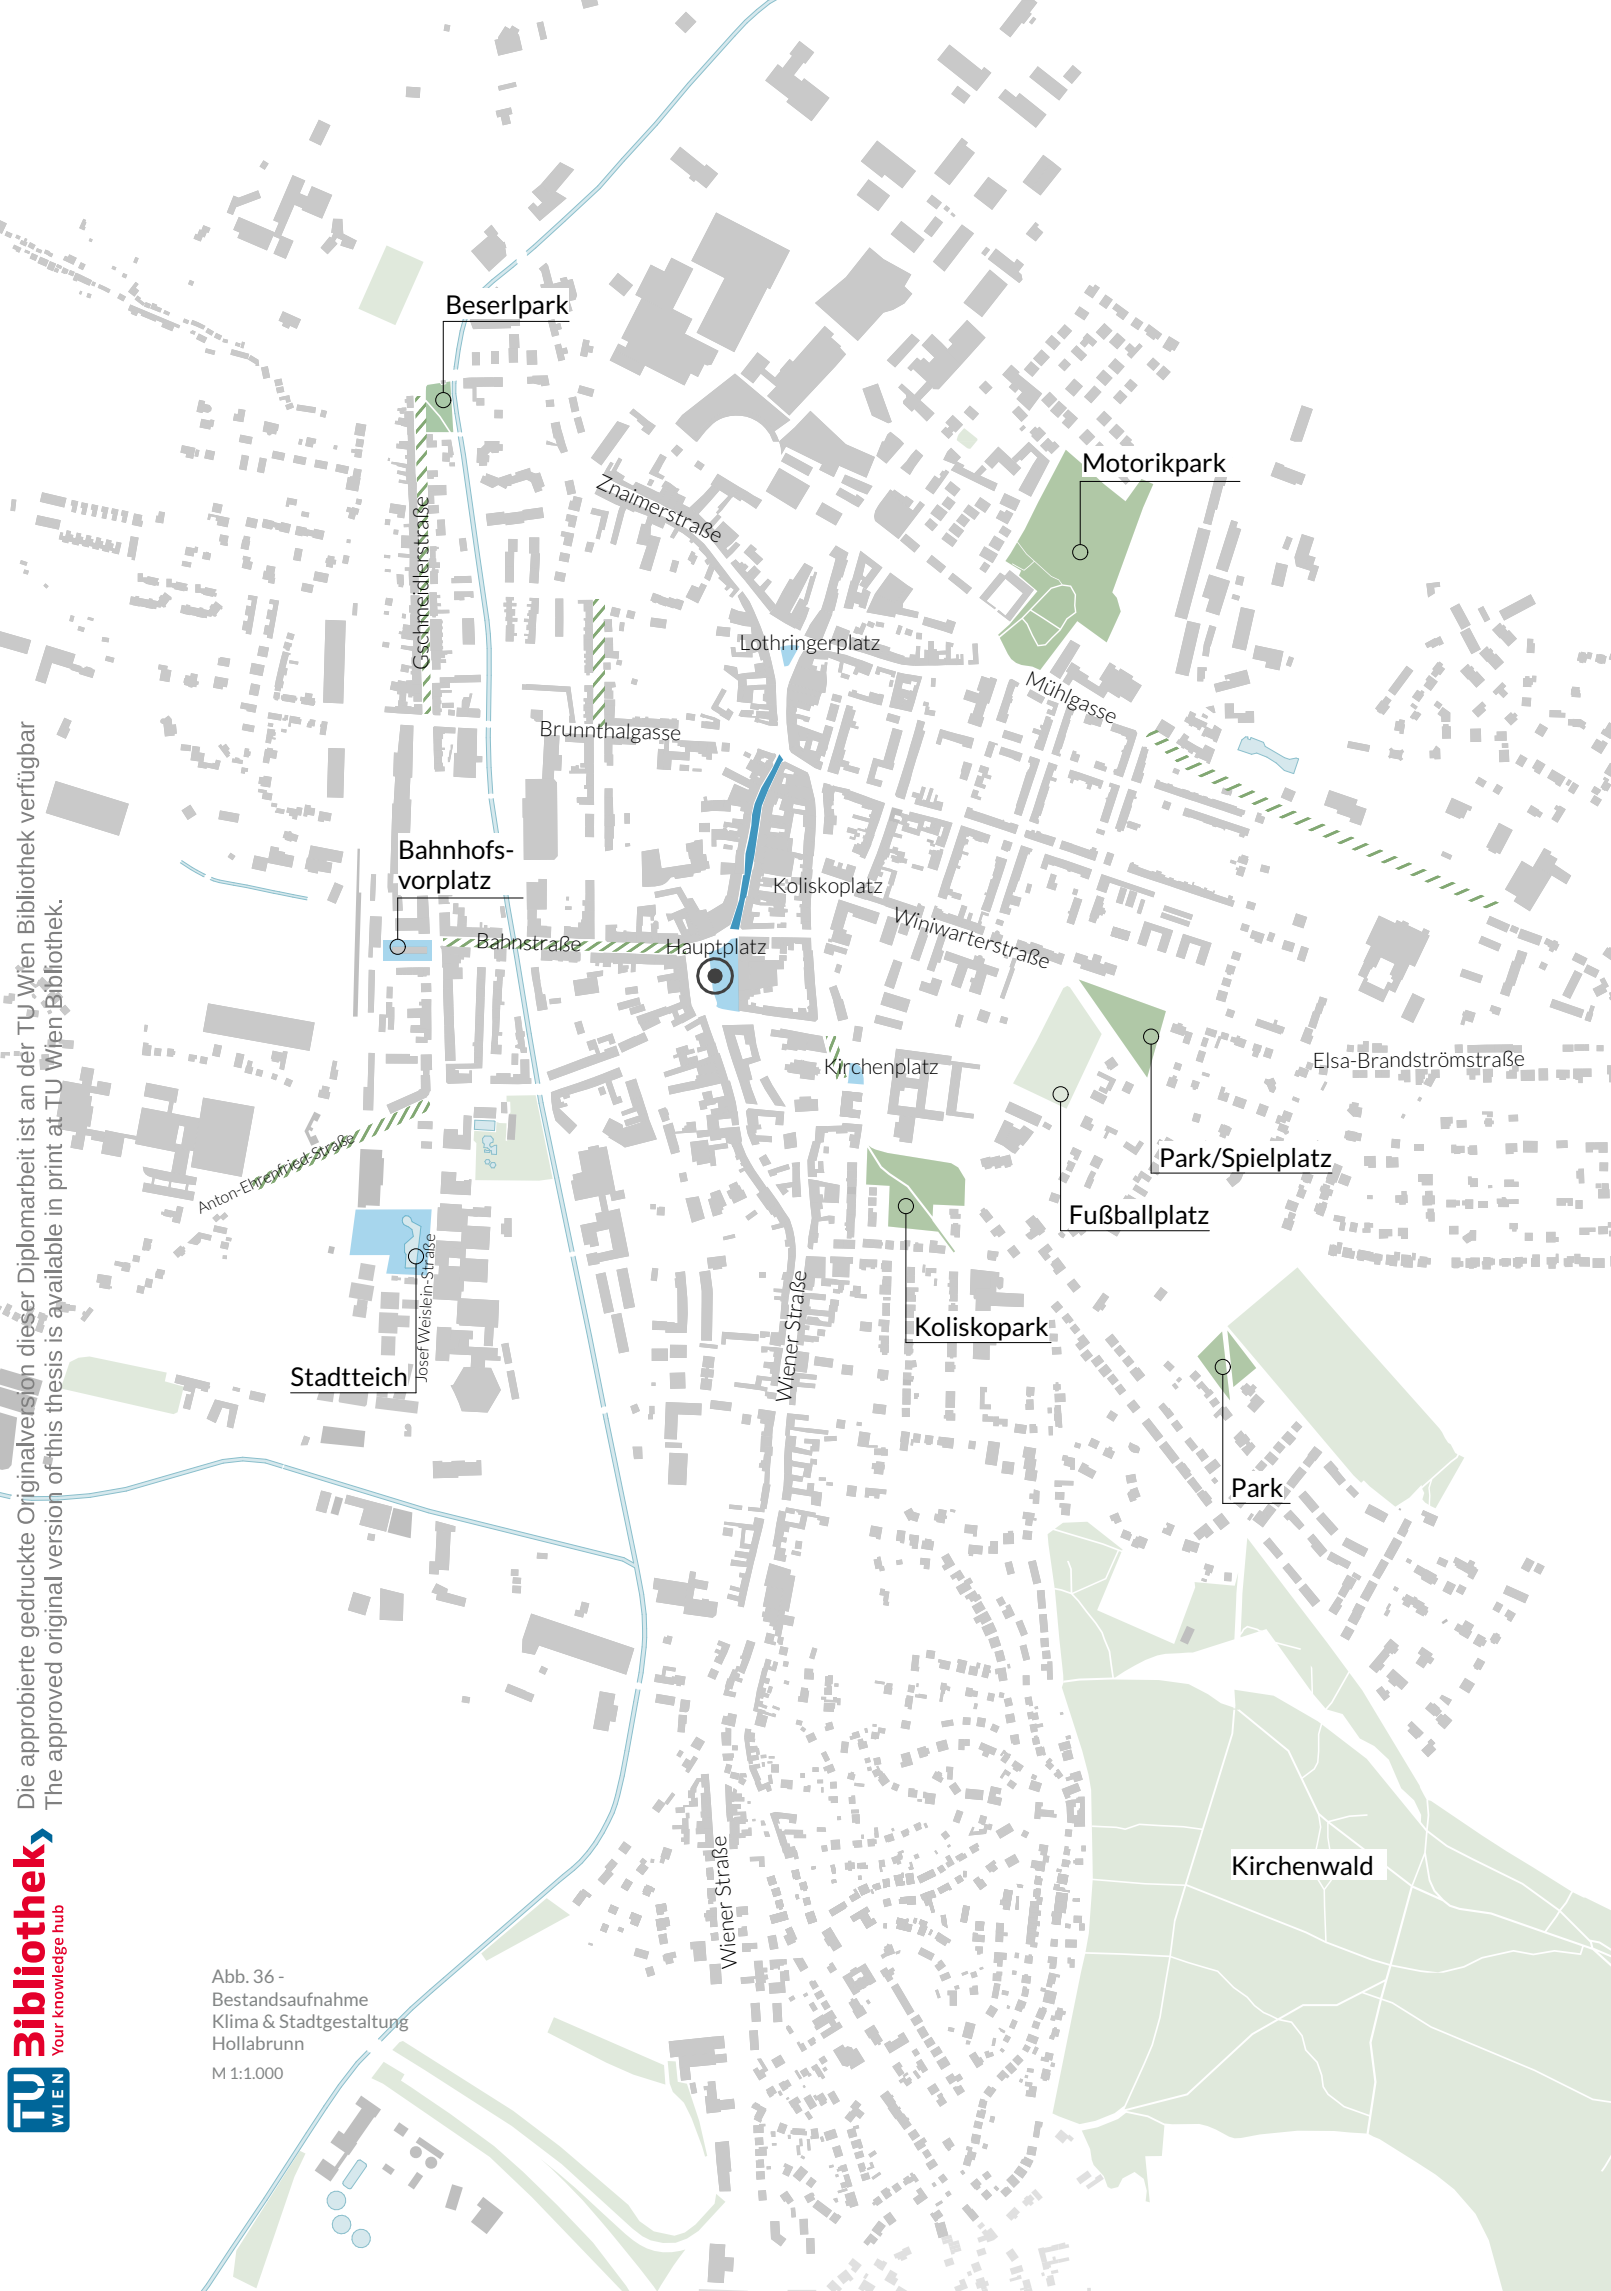 Beserlpark
Motorikpark
Znaimerstraße
Gschmeidlerstraße
Lothringerplatz
Mühlgasse
Brunnthalgasse
Bahnhofs-
vorplatz
Koliskoplatz
Winiwarterstraße
Bahnstraße
Hauptplatz
Kirchenplatz
Elsa-Brandströmstraße
Anton-Ehrenfried-Straße
Park/Spielplatz
Fußballplatz
Josef Weislein-Straße
Wiener Straße
Koliskopark
Stadtteich
Park
Kirchenwald
Wiener Straße
Abb. 36 -
Bestandsaufnahme
Klima & Stadtgestaltung
Hollabrunn
M 1:1.000
Die approbierte gedruckte Originalversion dieser Diplomarbeit ist an der TU Wien Bibliothek verfügbar
The approved original version of this thesis is available in print at TU Wien Bibliothek.
Bibliothek
Your knowledge hub
TU
WIEN